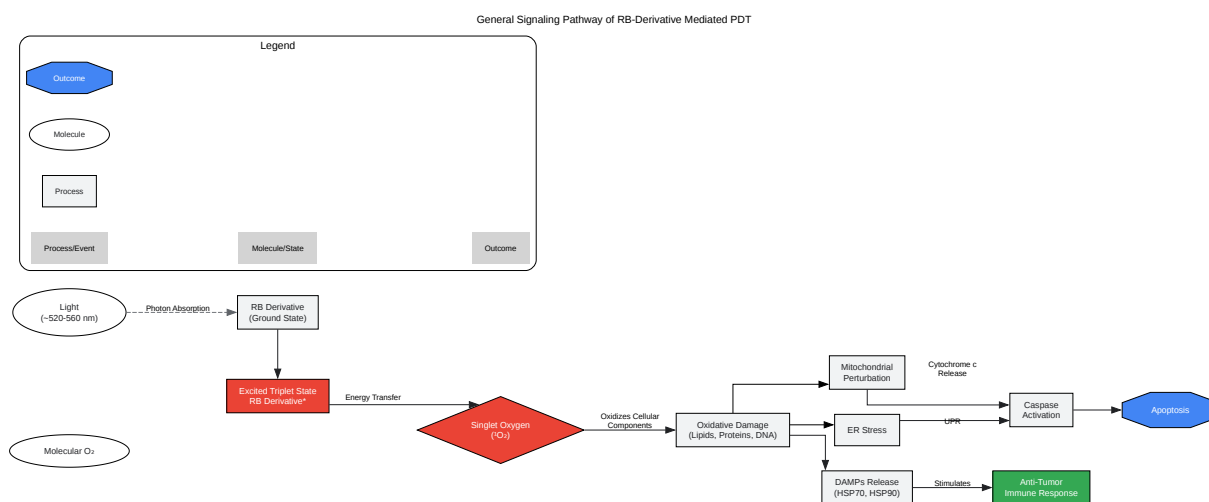 General Signaling Pathway of RB-Derivative Mediated PDT
Legend
Outcome
Molecule
Process
Process/Event
Molecule/State
Outcome
Light
(~520-560 nm)
Photon Absorption
RB Derivative
(Ground State)
Excited Triplet State
RB Derivative*
Energy Transfer
Molecular O₂
Singlet Oxygen
(¹O₂)
Oxidizes Cellular
Components
Oxidative Damage
(Lipids, Proteins, DNA)
Mitochondrial
Perturbation
Cytochrome c
Release
ER Stress
UPR
Caspase
Activation
Apoptosis
DAMPs Release
(HSP70, HSP90)
Stimulates
Anti-Tumor
Immune Response